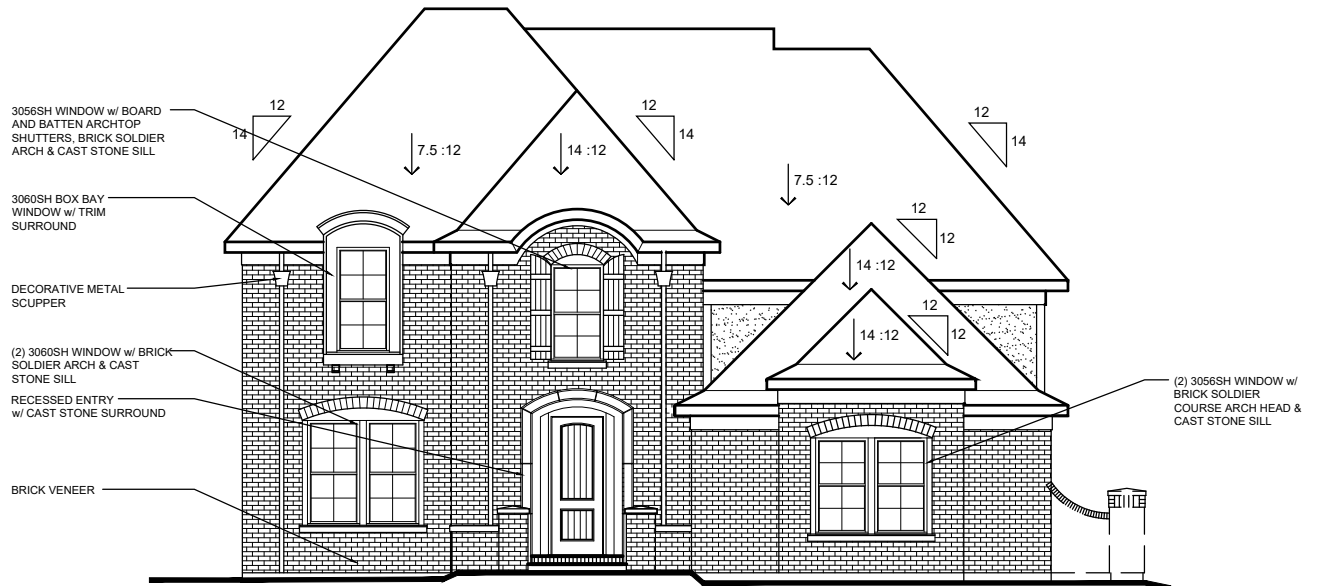 3056SH WINDOW w/ BOARD
AND BATTEN ARCHTOP
SHUTTERS, BRICK SOLDIER
ARCH & CAST STONE SILL
3060SH BOX BAY
WINDOW w/ TRIM
SURROUND
DECORATIVE METAL
SCUPPER
(2) 3060SH WINDOW w/ BRICK
SOLDIER ARCH & CAST
STONE SILL
RECESSED ENTRY
w/ CAST STONE SURROUND
BRICK VENEER
12
14
7.5 :12
14 :12
12
14
7.5 :12
12
14
12
12
14 :12
12
12
14 :12
(2) 3056SH WINDOW w/
BRICK SOLDIER
COURSE ARCH HEAD &
CAST STONE SILL